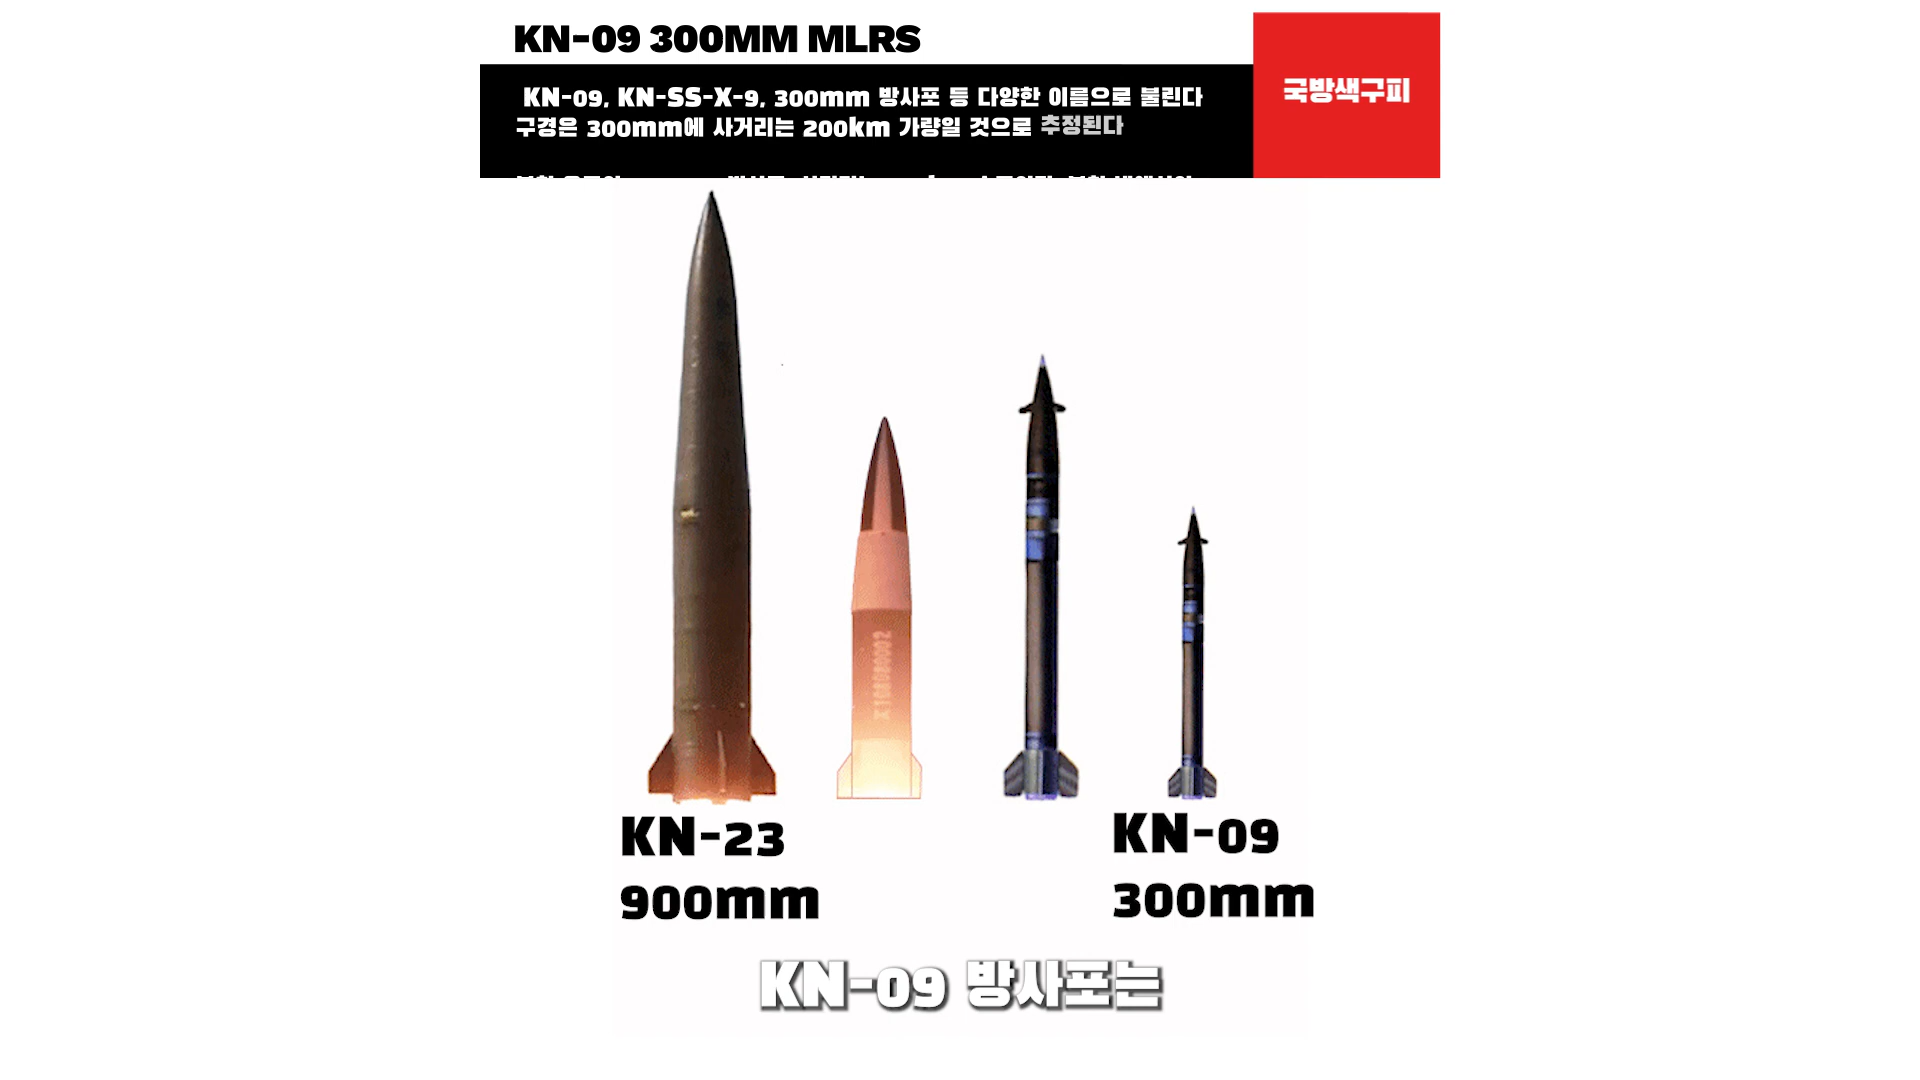 KN-09 300MM MLRS
국방색구피
KN-09, KN-SS-X-9, 300mm 방사포 등 다양한 이름으로 불린다
구경은 300mm에 사거리는 200km 가량일 것으로 추정된다
KN-23
900mm
KN-09
300mm
KN-09 방사포는